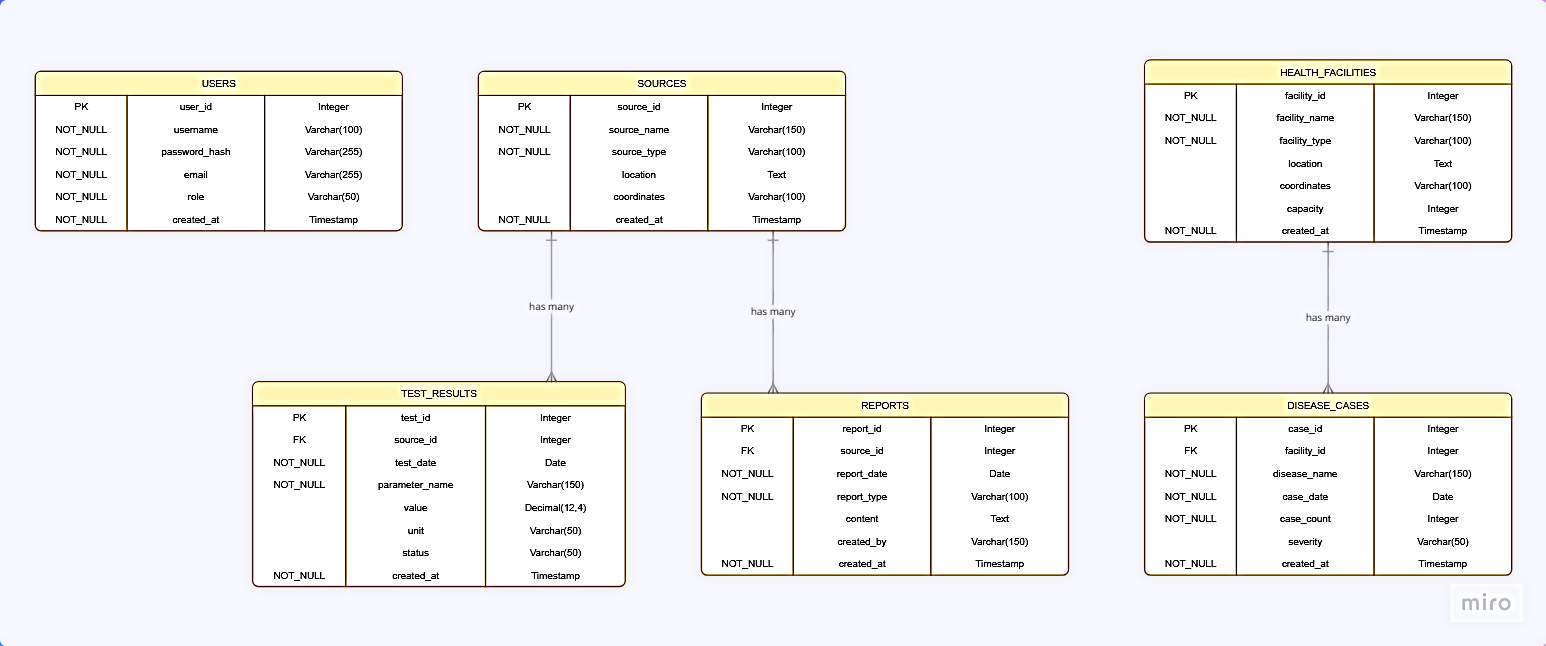 USERS
PK user_id Integer
NOT_NULL username Varchar(100)
NOT_NULL password_hash Varchar(255)
NOT_NULL email Varchar(255)
NOT_NULL role Varchar(50)
NOT_NULL created_at Timestamp
SOURCES
PK source_id Integer
NOT_NULL source_name Varchar(150)
NOT_NULL source_type Varchar(100)
location Text
coordinates Varchar(100)
NOT_NULL created_at Timestamp
HEALTH_FACILITIES
PK facility_id Integer
NOT_NULL facility_name Varchar(150)
NOT_NULL facility_type Varchar(100)
location Text
coordinates Varchar(100)
capacity Integer
NOT_NULL created_at Timestamp
has many
has many
has many
TEST_RESULTS
PK test_id Integer
FK source_id Integer
NOT_NULL test_date Date
NOT_NULL parameter_name Varchar(150)
value Decimal(12,4)
unit Varchar(50)
status Varchar(50)
NOT_NULL created_at Timestamp
REPORTS
PK report_id Integer
FK source_id Integer
NOT_NULL report_date Date
NOT_NULL report_type Varchar(100)
content Text
created_by Varchar(150)
NOT_NULL created_at Timestamp
DISEASE_CASES
PK case_id Integer
FK facility_id Integer
NOT_NULL disease_name Varchar(150)
NOT_NULL case_date Date
NOT_NULL case_count Integer
severity Varchar(50)
NOT_NULL created_at Timestamp
miro